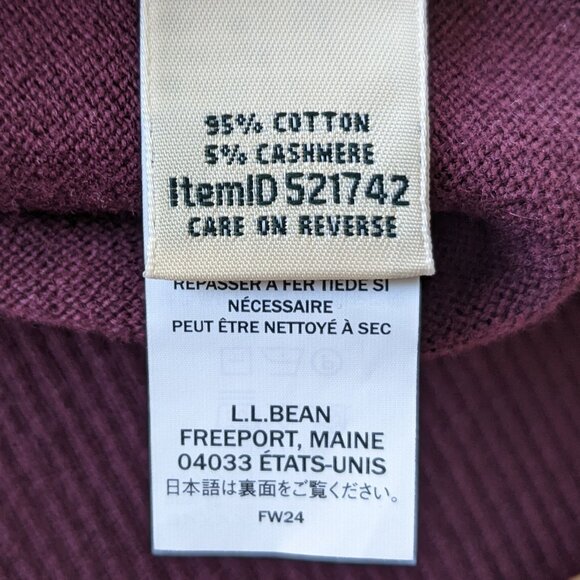 95% COTTON
5% CASHMERE
ItemID 521742
CARE ON REVERSE
REPASSER À FER TIÈDE SI
NÉCESSAIRE
PEUT ÊTRE NETTOYÉ À SEC
L.L.BEAN
FREEPORT, MAINE
04033 ÉTATS-UNIS
日本語は裏面をご覧ください。
FW24